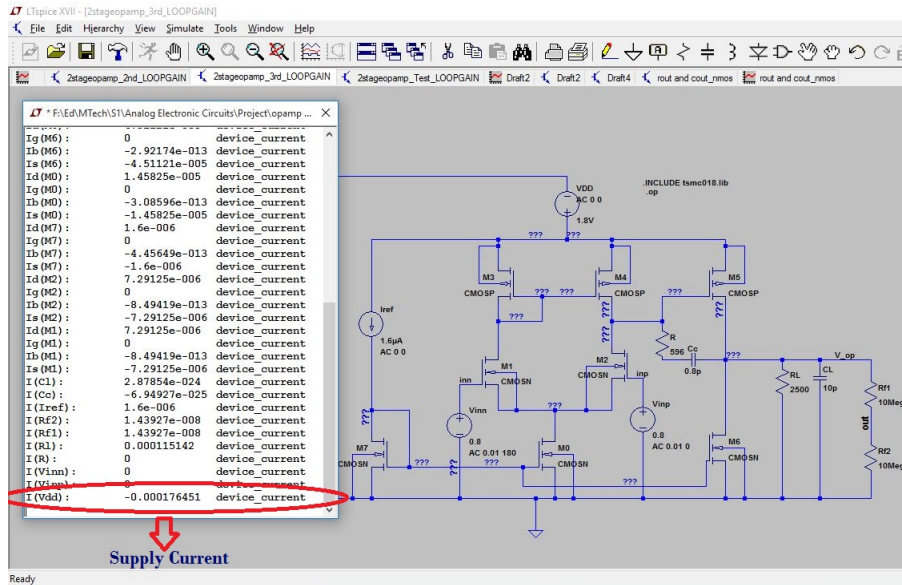 LTspice XVII - [2stageopamp_3rd_LOOPGAIN]
File Edit Hierarchy View Simulate Tools Window Help
2stageopamp_2nd_LOOPGAIN 2stageopamp_3rd_LOOPGAIN 2stageopamp_Test_LOOPGAIN Draft2 Draft2 Draft4 rout and cout_nmos rout and cout_nmos
* F:\Ed\MTech\S1\Analog Electronic Circuits\Project\opamp ...
Ig(M6): 0 device_current
Ib(M6): -2.92174e-013 device_current
Is(M6): -4.51121e-005 device_current
Id(M0): 1.45825e-005 device_current
Ig(M0): 0 device_current
Ib(M0): -3.08596e-013 device_current
Is(M0): -1.45825e-005 device_current
Id(M7): 1.6e-006 device_current
Ig(M7): 0 device_current
Ib(M7): -4.45649e-013 device_current
Is(M7): -1.6e-006 device_current
Id(M2): 7.29125e-006 device_current
Ig(M2): 0 device_current
Ib(M2): -8.49419e-013 device_current
Is(M2): -7.29125e-006 device_current
Id(M1): 7.29125e-006 device_current
Ig(M1): 0 device_current
Ib(M1): -8.49419e-013 device_current
Is(M1): -7.29125e-006 device_current
I(Cl): 2.87854e-024 device_current
I(Cc): -6.94927e-025 device_current
I(Iref): 1.6e-006 device_current
I(Rf2): 1.43927e-008 device_current
I(Rf1): 1.43927e-008 device_current
I(Rl): 0.000115142 device_current
I(R): 0 device_current
I(Vinn): 0 device_current
I(Vinp): 0 device_current
I(Vdd): -0.000176451 device_current
Supply Current
VDD
AC 0 0
1.8V
.INCLUDE tsmc018.lib
.op
??? ???
M3
CMOSP
M4
CMOSP
M5
CMOSP
??? ??? ???
???
??? ??? ???
Iref
1.6µA
AC 0 0
R
596
Cc
0.8p
???
V_op
M1
CMOSN
inn
M2
CMOSN
inp
RL
2500
CL
10p
Rf1
10Meg
out
Rf2
10Meg
Vinn
0.8
AC 0.01 180
Vinp
0.8
AC 0.01 0
???
M7
CMOSN
???
???
???
M0
CMOSN
???
M6
CMOSN
Ready